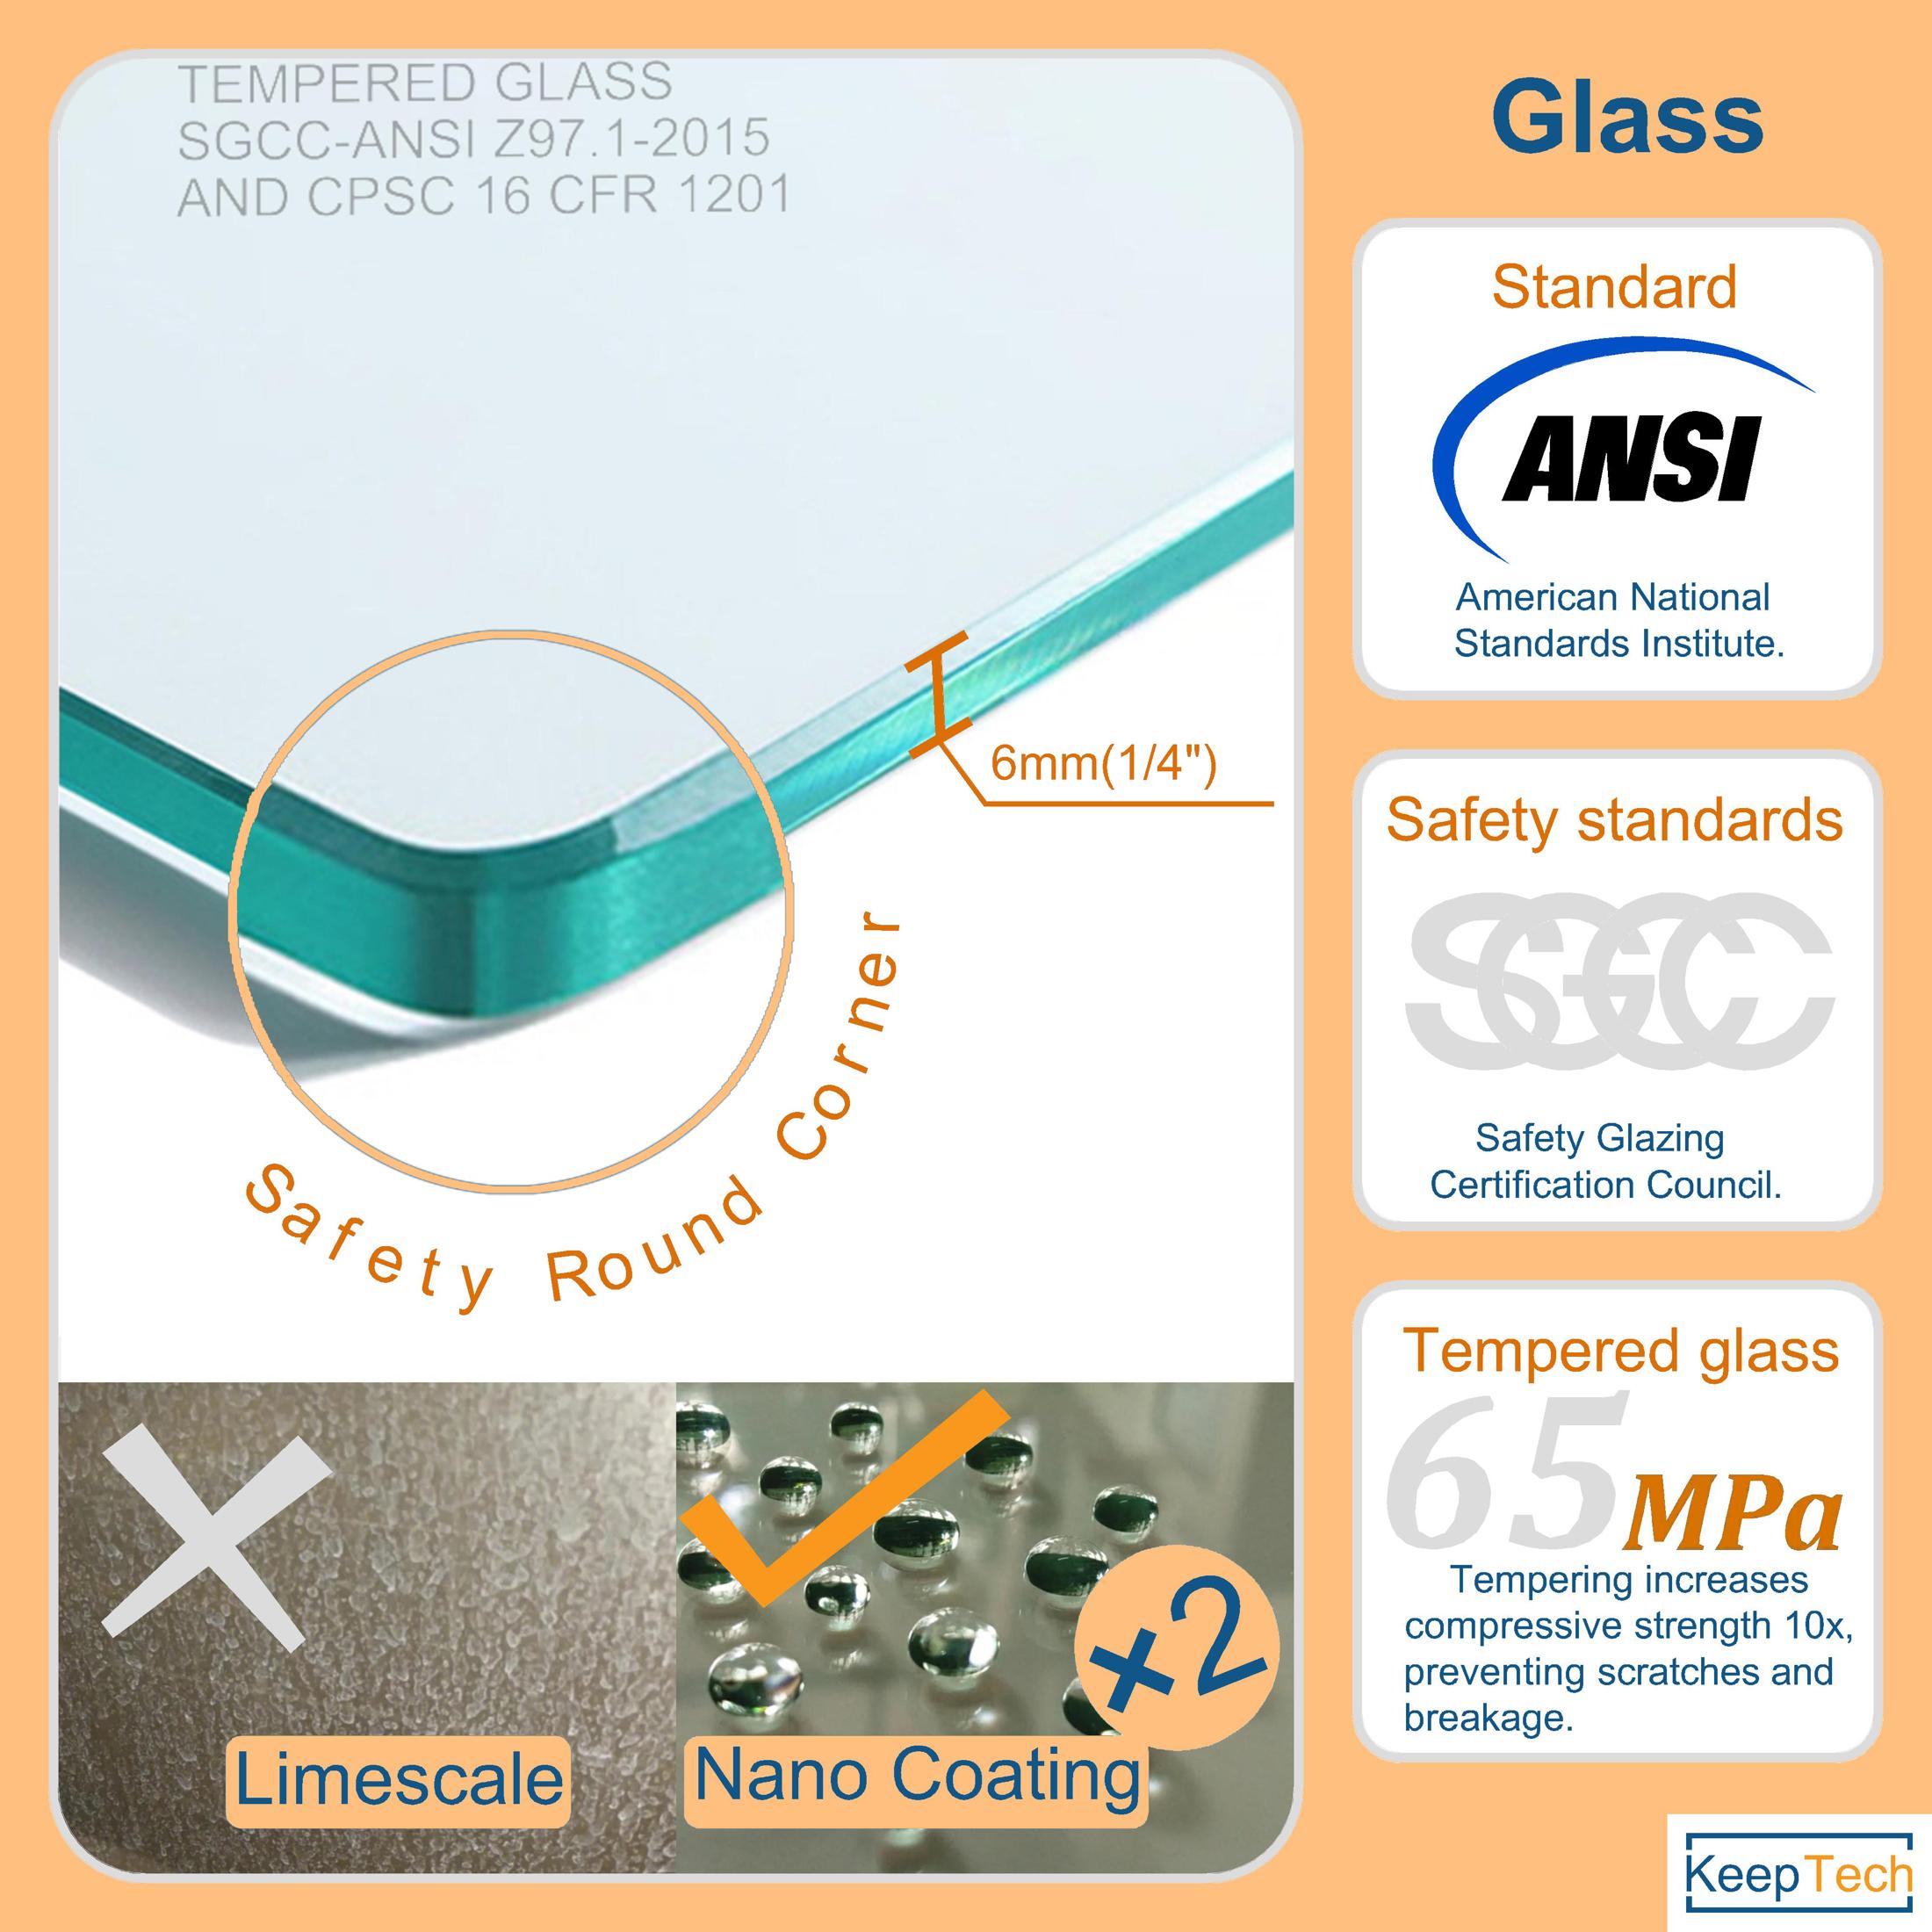 TEMPERED GLASS
SGCC-ANSI Z97.1-2015
AND CPSC 16 CFR 1201
6mm(1/4")
Safety Round Corner
Limescale
Nano Coating
+2
Glass
Standard
ANSI
American National
Standards Institute.
Safety standards
SGCC
Safety Glazing
Certification Council.
Tempered glass
65MPa
Tempering increases
compressive strength 10x,
preventing scratches and
breakage.
KeepTech